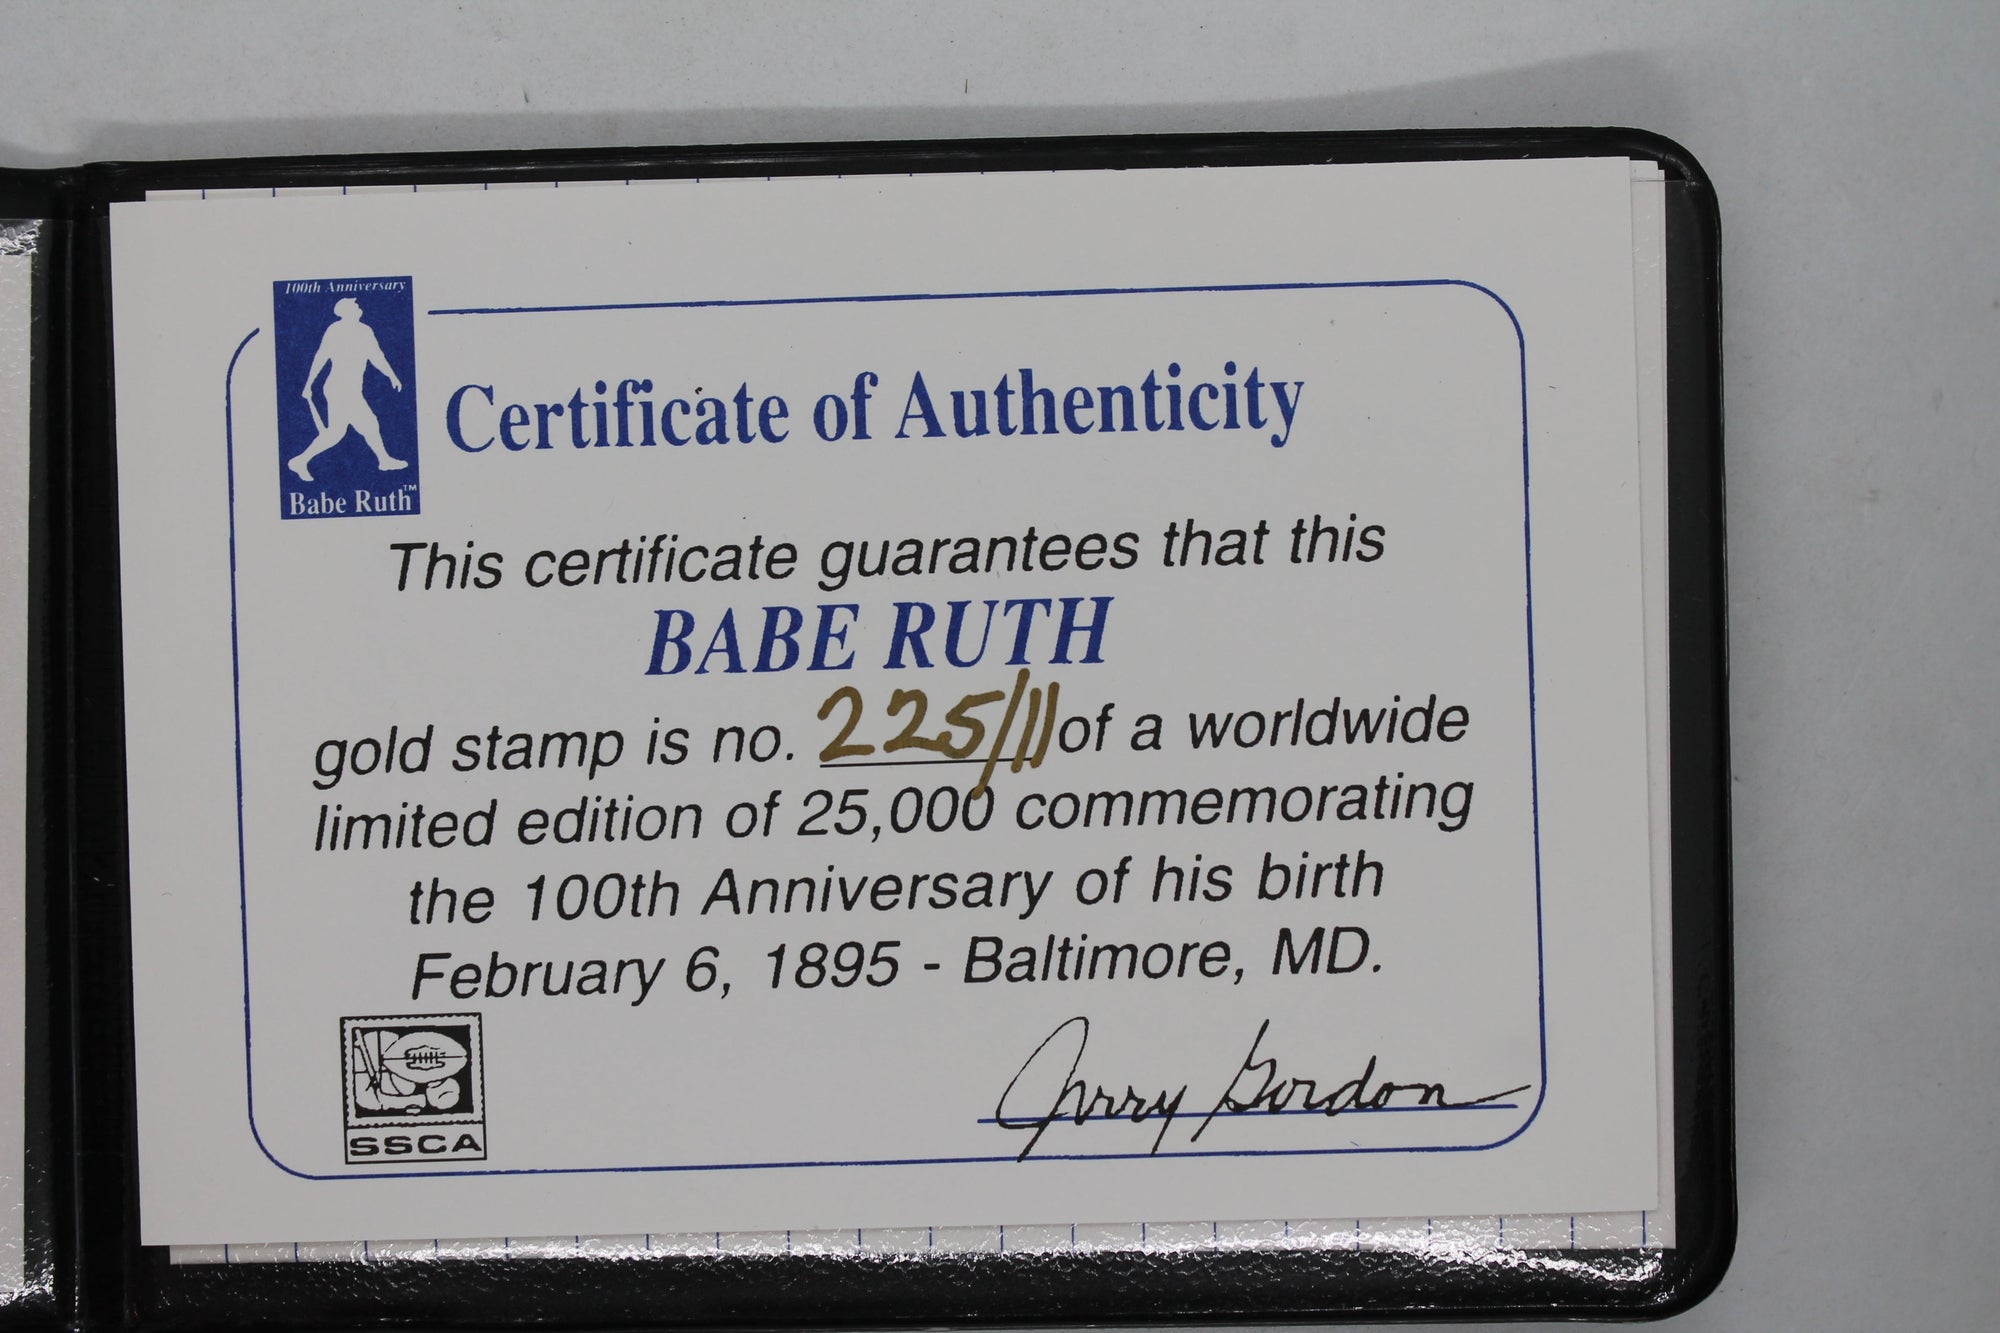 100th Anniversary
Babe Ruth™
Certificate of Authenticity
This certificate guarantees that this
BABE RUTH
gold stamp is no. 225/11 of a worldwide
limited edition of 25,000 commemorating
the 100th Anniversary of his birth
February 6, 1895 - Baltimore, MD.
SSCA
Jerry Gordon